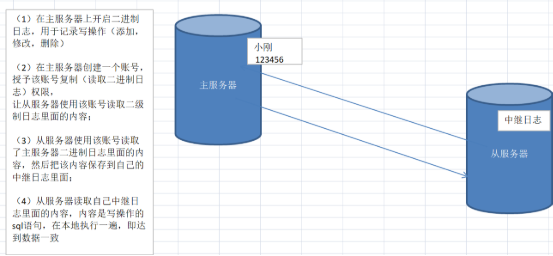 （1）在主服务器上开启二进制
日志，用于记录写操作（添加，
修改，删除）
（2）在主服务器创建一个账号，
授予该账号复制（读取二进制日
志）权限，
让从服务器使用该账号读取二级
制日志里面的内容；
（3）从服务器使用该账号读取
了主服务器二进制日志里面的内
容，然后把该内容保存到自己的
中继日志里面；
（4）从服务器读取自己中继日
志里面的内容，内容是写操作的
sql语句，在本地执行一遍，即达
到数据一致
小刚
123456
主服务器
中继日志
从服务器